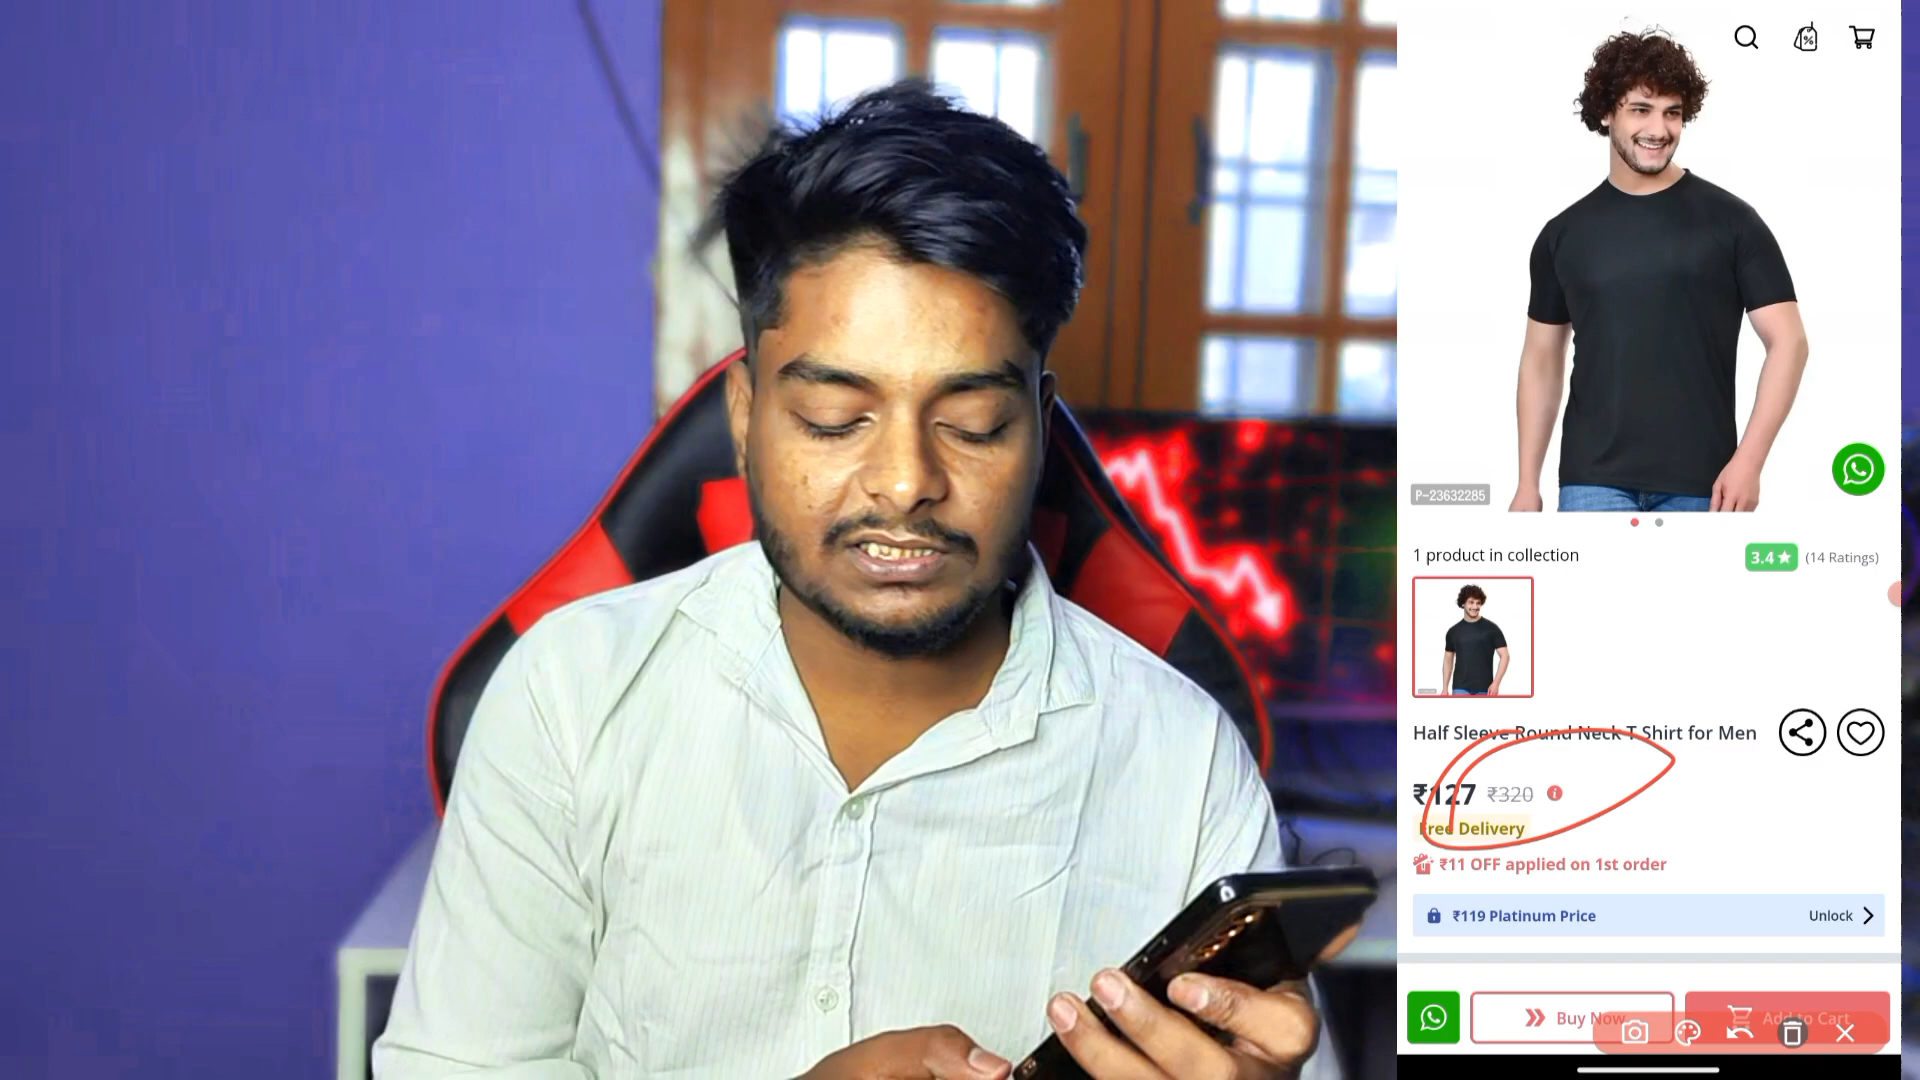 P-23632285
1 product in collection
3.4 ★ (14 Ratings)
Half Sleeve Round Neck T Shirt for Men
₹127 ₹320
Free Delivery
₹11 OFF applied on 1st order
₹119 Platinum Price
Unlock
Buy Now
Add to Cart